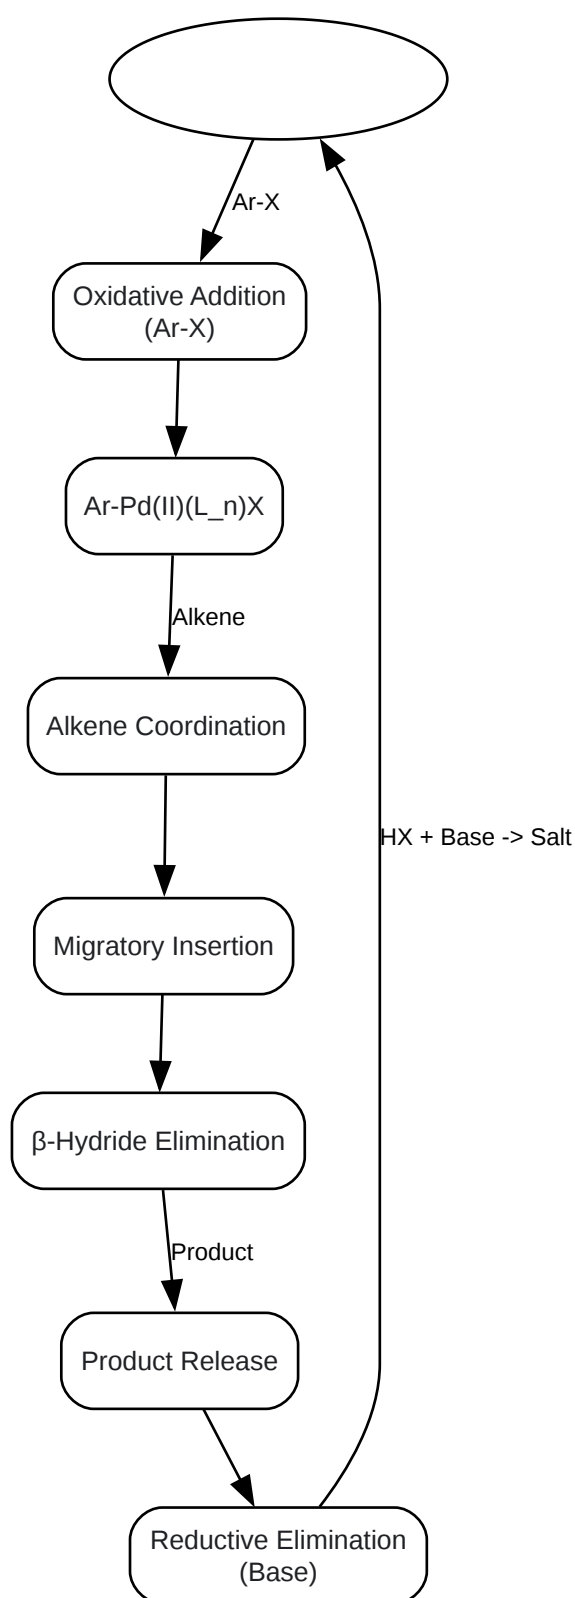 Ar-X
Oxidative Addition
(Ar-X)
Ar-Pd(II)(L_n)X
Alkene
Alkene Coordination
HX + Base -> Salt
Migratory Insertion
β-Hydride Elimination
Product
Product Release
Reductive Elimination
(Base)